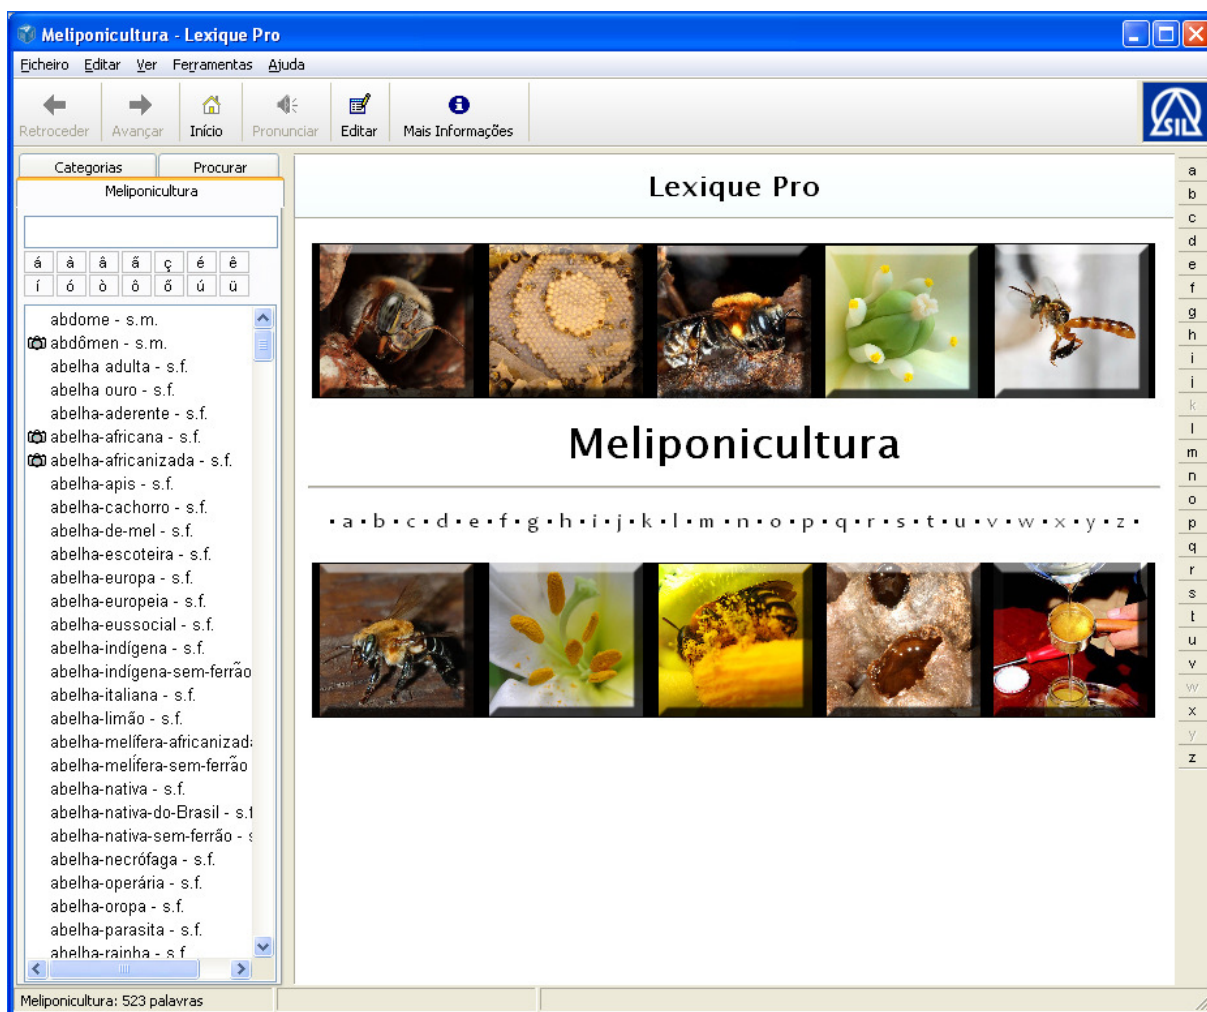 Meliponicultura - Lexique Pro
Ficheiro Editar Ver Ferramentas Ajuda
Retroceder Avançar Início Pronunciar Editar Mais Informações
SIL
Categorias Procurar
Meliponicultura
á à â ã ç é ê
í ó ò ô õ ú ü
abdome - s.m.
abdômen - s.m.
abelha adulta - s.f.
abelha ouro - s.f.
abelha-aderente - s.f.
abelha-africana - s.f.
abelha-africanizada - s.f.
abelha-apis - s.f.
abelha-cachorro - s.f.
abelha-de-mel - s.f.
abelha-escoteira - s.f.
abelha-europa - s.f.
abelha-europeia - s.f.
abelha-eussocial - s.f.
abelha-indígena - s.f.
abelha-indígena-sem-ferrão
abelha-italiana - s.f.
abelha-limão - s.f.
abelha-melífera-africanizad
abelha-melífera-sem-ferrão
abelha-nativa - s.f.
abelha-nativa-do-Brasil - s.f
abelha-nativa-sem-ferrão - s
abelha-necrófaga - s.f.
abelha-operária - s.f.
abelha-oropa - s.f.
abelha-parasita - s.f.
abelha-rainha - s.f.
Meliponicultura: 523 palavras
Lexique Pro
Meliponicultura
· a · b · c · d · e · f · g · h · i · j · k · l · m · n · o · p · q · r · s · t · u · v · w · x · y · z ·
a
b
c
d
e
f
g
h
i
j
k
l
m
n
o
p
q
r
s
t
u
v
w
x
y
z